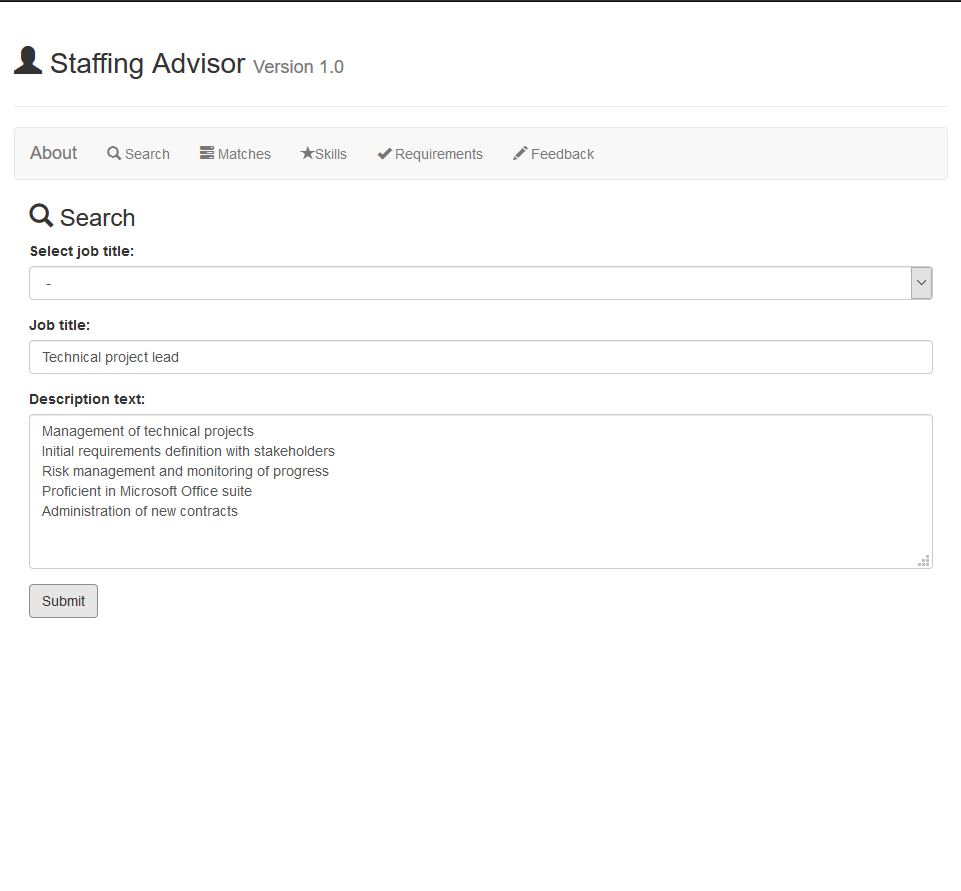 Staffing Advisor Version 1.0
About Search Matches Skills Requirements Feedback
Search
Select job title:
-
Job title:
Technical project lead
Description text:
Management of technical projects
Initial requirements definition with stakeholders
Risk management and monitoring of progress
Proficient in Microsoft Office suite
Administration of new contracts
Submit